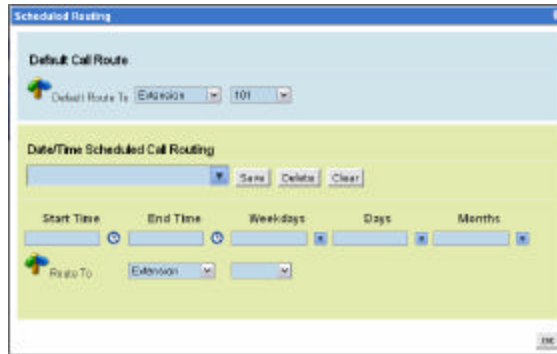 Scheduled Routing
Default Call Route
Default Route To Extension 101
Date/Time Scheduled Call Routing
Save Delete Clear
Start Time End Time Weekdays Days Months
Route To Extension